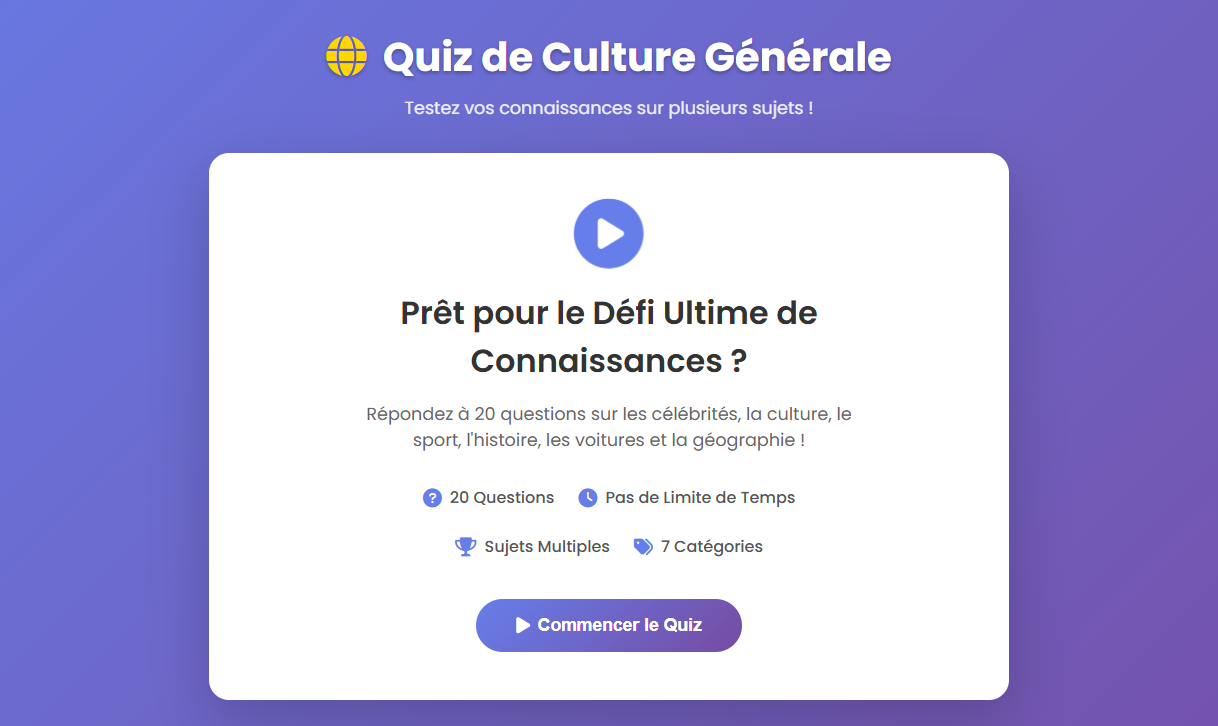 Quiz de Culture Générale
Testez vos connaissances sur plusieurs sujets !
Prêt pour le Défi Ultime de
Connaissances ?
Répondez à 20 questions sur les célébrités, la culture, le
sport, l'histoire, les voitures et la géographie !
20 Questions
Pas de Limite de Temps
Sujets Multiples
7 Catégories
Commencer le Quiz